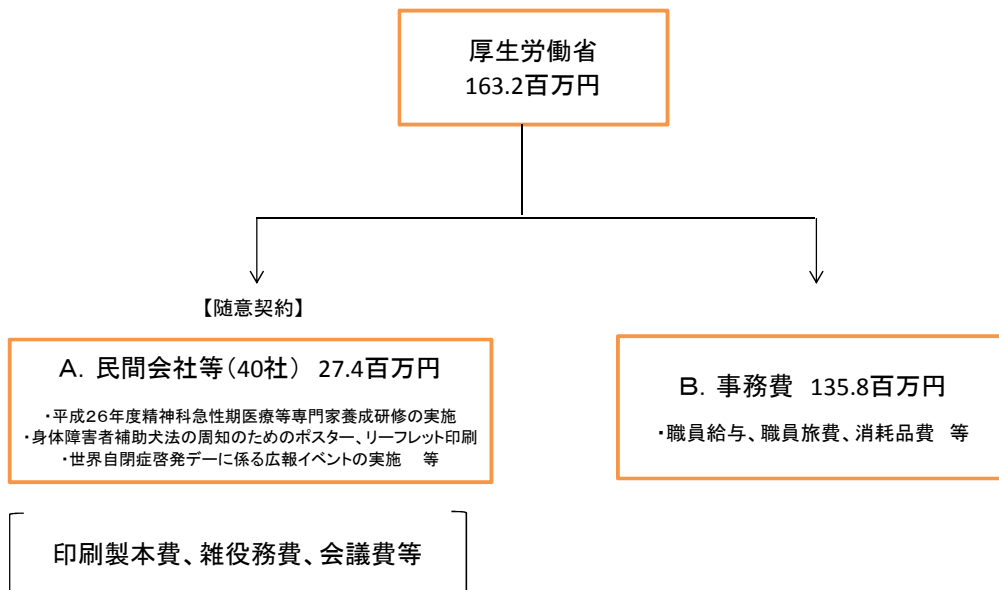 厚生労働省
163.2百万円
【随意契約】
A. 民間会社等(40社) 27.4百万円
・平成26年度精神科急性期医療等専門家養成研修の実施
・身体障害者補助犬法の周知のためのポスター、リーフレット印刷
・世界自閉症啓発デーに係る広報イベントの実施 等
B. 事務費 135.8百万円
・職員給与、職員旅費、消耗品費 等
印刷製本費、雑役務費、会議費等